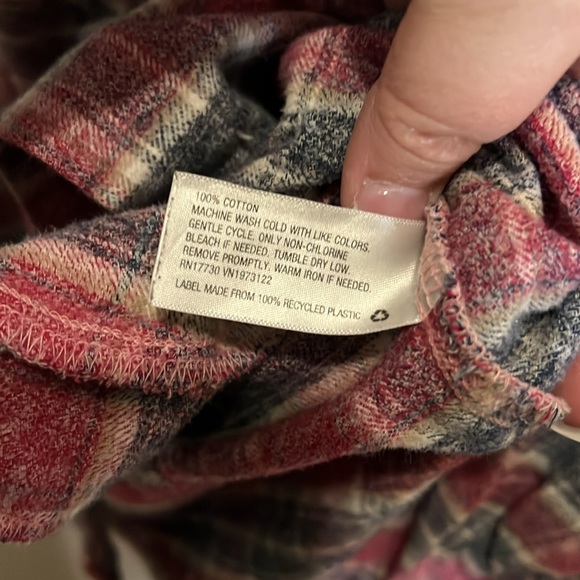 100% COTTON
MACHINE WASH COLD WITH LIKE COLORS.
GENTLE CYCLE. ONLY NON-CHLORINE
BLEACH IF NEEDED. TUMBLE DRY LOW.
REMOVE PROMPTLY. WARM IRON IF NEEDED.
RN17730 VN1973122
LABEL MADE FROM 100% RECYCLED PLASTIC